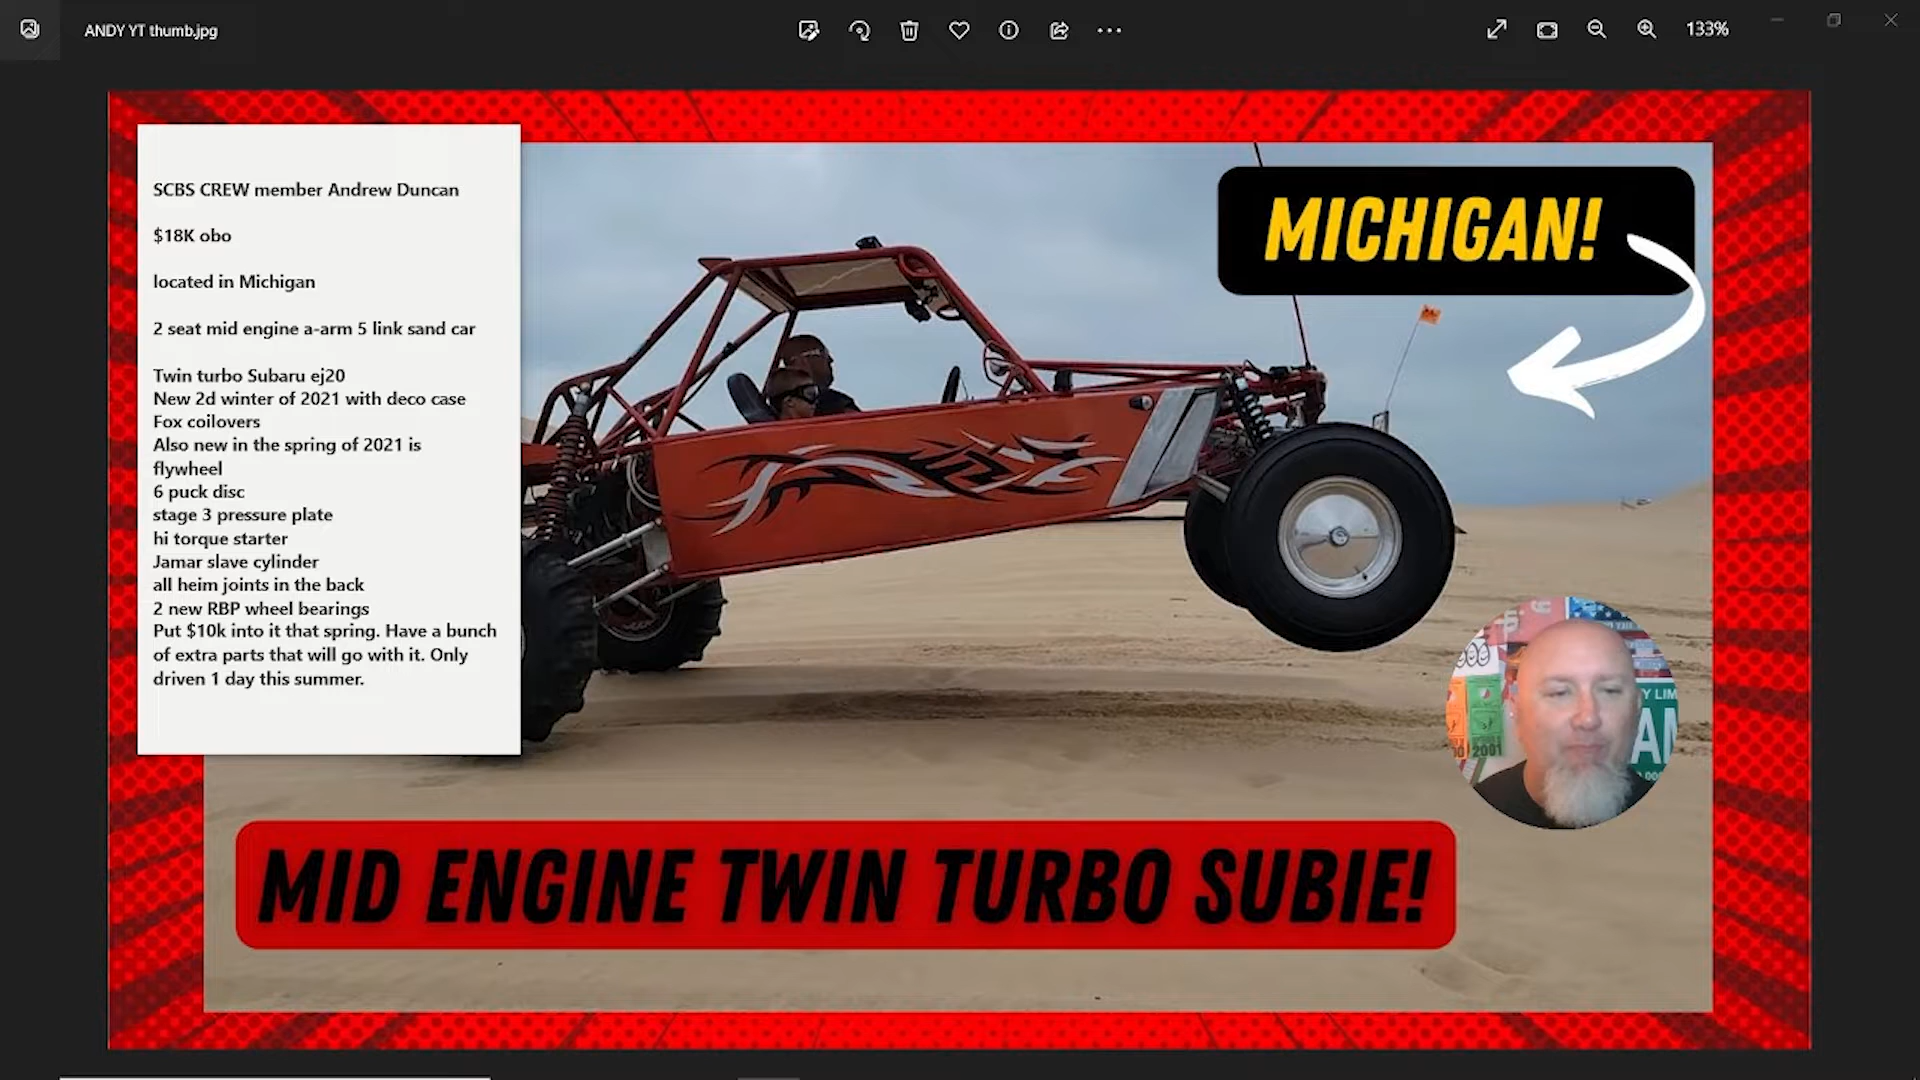 ANDY YT thumb.jpg
133%
SCBS CREW member Andrew Duncan
$18K obo
located in Michigan
2 seat mid engine a-arm 5 link sand car
Twin turbo Subaru ej20
New 2d winter of 2021 with deco case
Fox coilovers
Also new in the spring of 2021 is
flywheel
6 puck disc
stage 3 pressure plate
hi torque starter
Jamar slave cylinder
all heim joints in the back
2 new RBP wheel bearings
Put $10k into it that spring. Have a bunch
of extra parts that will go with it. Only
driven 1 day this summer.
MICHIGAN!
Y LIM
AM
2001
MID ENGINE TWIN TURBO SUBIE!